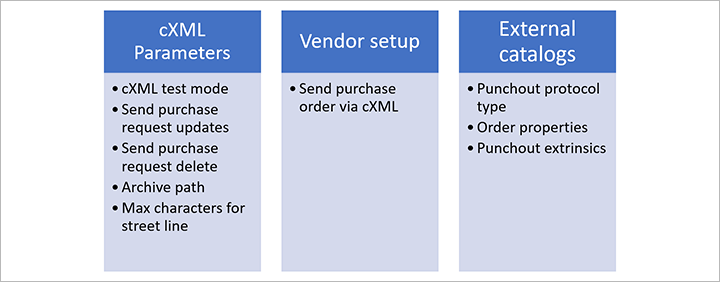 cXML
Parameters
• cXML test mode
• Send purchase
request updates
• Send purchase
request delete
• Archive path
• Max characters for
street line
Vendor setup
• Send purchase
order via cXML
External
catalogs
• Punchout protocol
type
• Order properties
• Punchout extrinsics